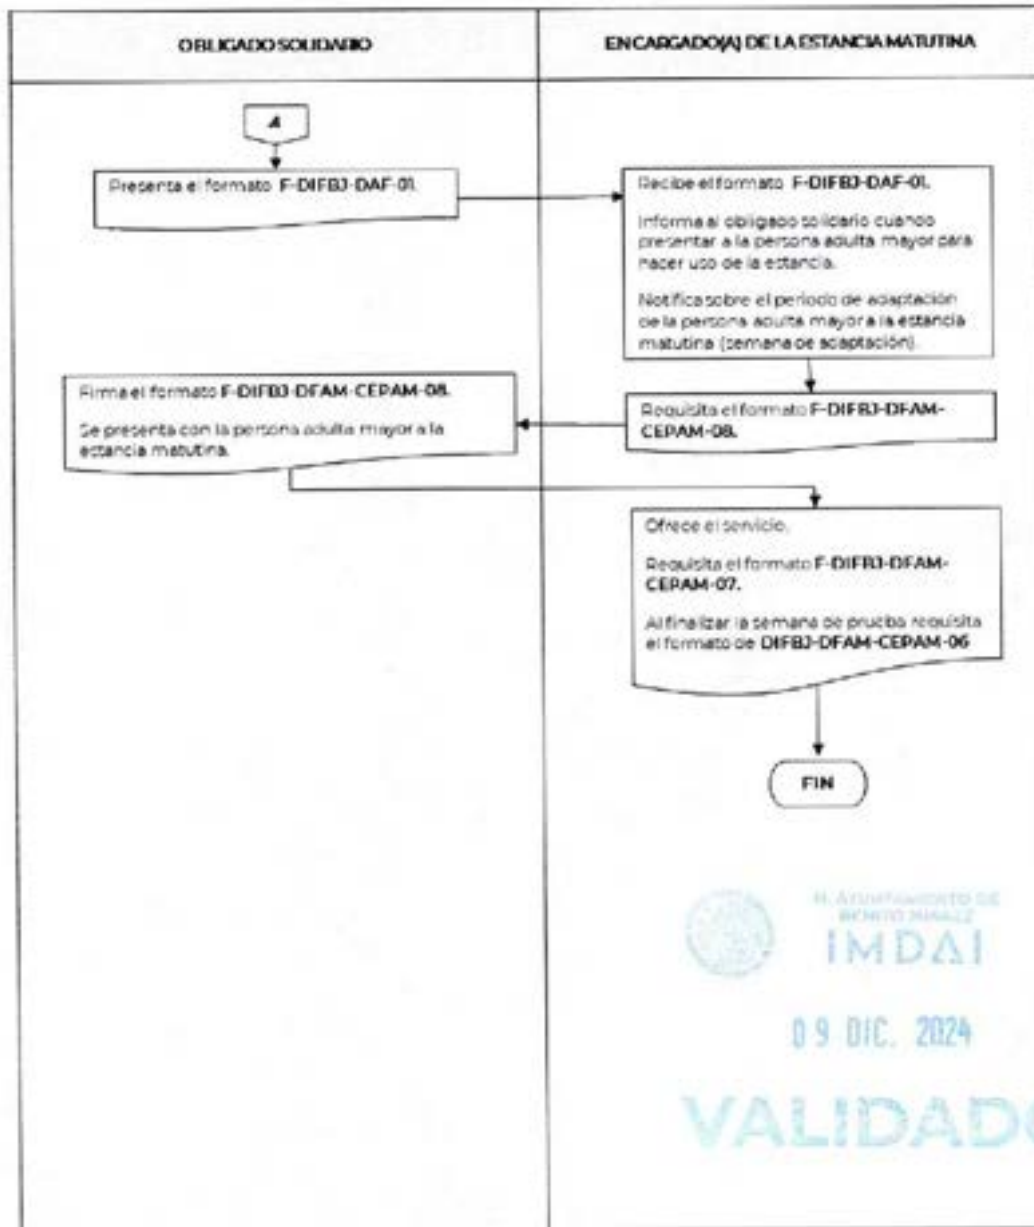 OBLIGADO SOLIDARIO
ENCARGADO(A) DE LA ESTANCIA MATUTINA
A
Presenta el formato F-DIFBJ-DAF-01.
Recibe el formato F-DIFBJ-DAF-01.
Informa al obligado solidario cuando
presentar a la persona adulta mayor para
hacer uso de la estancia.
Notifica sobre el periodo de adaptación
de la persona adulta mayor a la estancia
matutina (semana de adaptación).
Requisita el formato F-DIFBJ-DFAM-
CEPAM-08.
Firma el formato F-DIFBJ-DFAM-CEPAM-08.
Se presenta con la persona adulta mayor a la
estancia matutina.
Ofrece el servicio.
Requisita el formato F-DIFBJ-DFAM-
CEPAM-07.
Al finalizar la semana de prueba requisita
el formato de DIFBJ-DFAM-CEPAM-06
FIN
H. AYUNTAMIENTO DE
BENITO JUÁREZ
IMDAI
09 DIC. 2024
VALIDADO